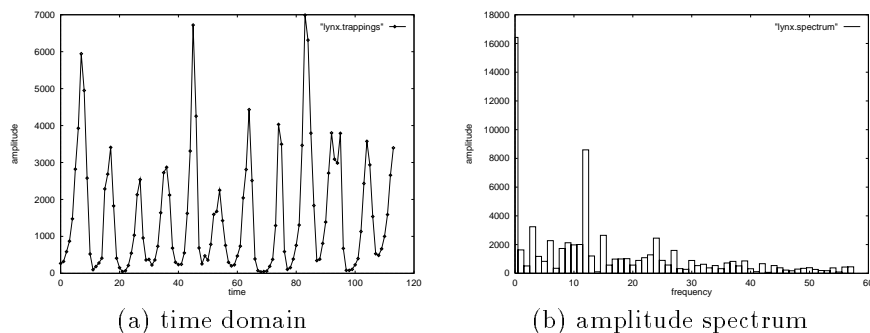 7000
6000
5000
4000
3000
2000
1000
0
amplitude
"lynx.trappings"
0 20 40 60 80 100 120
time
(a) time domain
18000
16000
14000
12000
10000
8000
6000
4000
2000
0
amplitude
"lynx.spectrum"
0 10 20 30 40 50 60
frequency
(b) amplitude spectrum